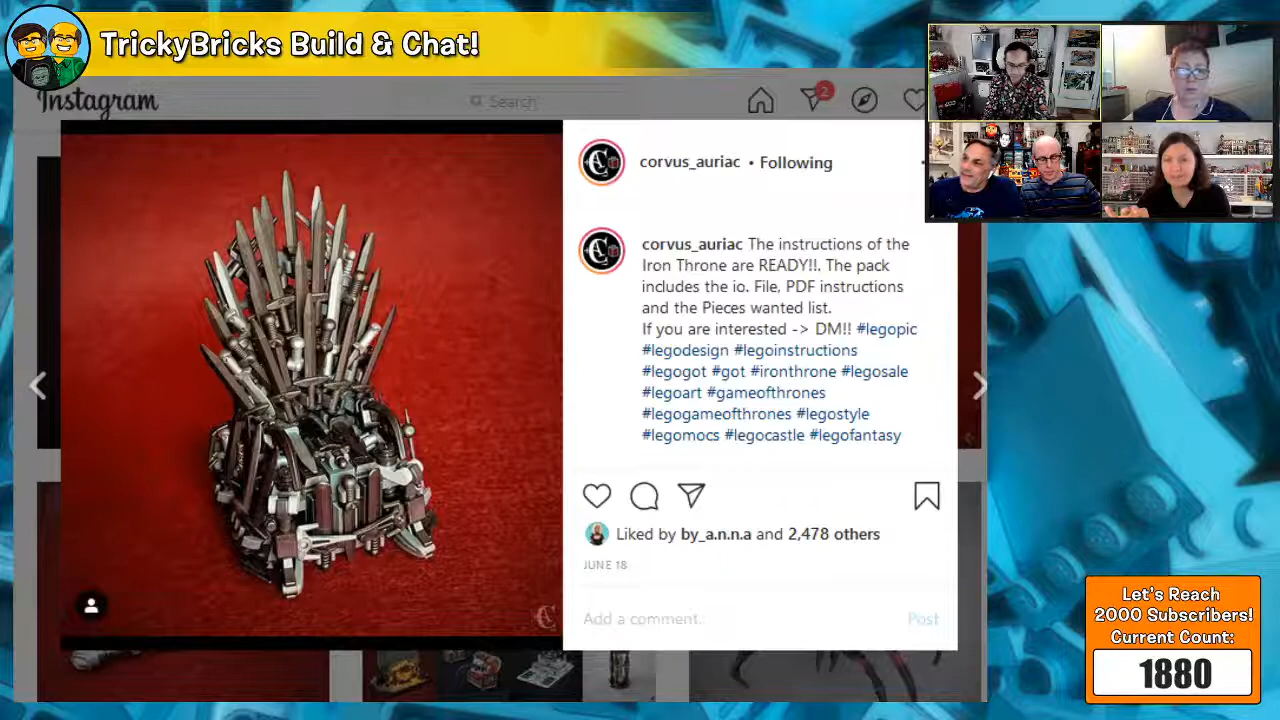 TrickyBricks Build & Chat!
Instagram
Search
2
corvus_auriac • Following
corvus_auriac The instructions of the
Iron Throne are READY!!. The pack
includes the io. File, PDF instructions
and the Pieces wanted list.
If you are interested -> DM!! #legopic
#legodesign #legoinstructions
#legogot #got #ironthrone #legosale
#legoart #gameofthrones
#legogameofthrones #legostyle
#legomocs #legocastle #legofantasy
Liked by by_a.n.n.a and 2,478 others
JUNE 18
Add a comment.
Post
Let's Reach
2000 Subscribers!
Current Count:
1880